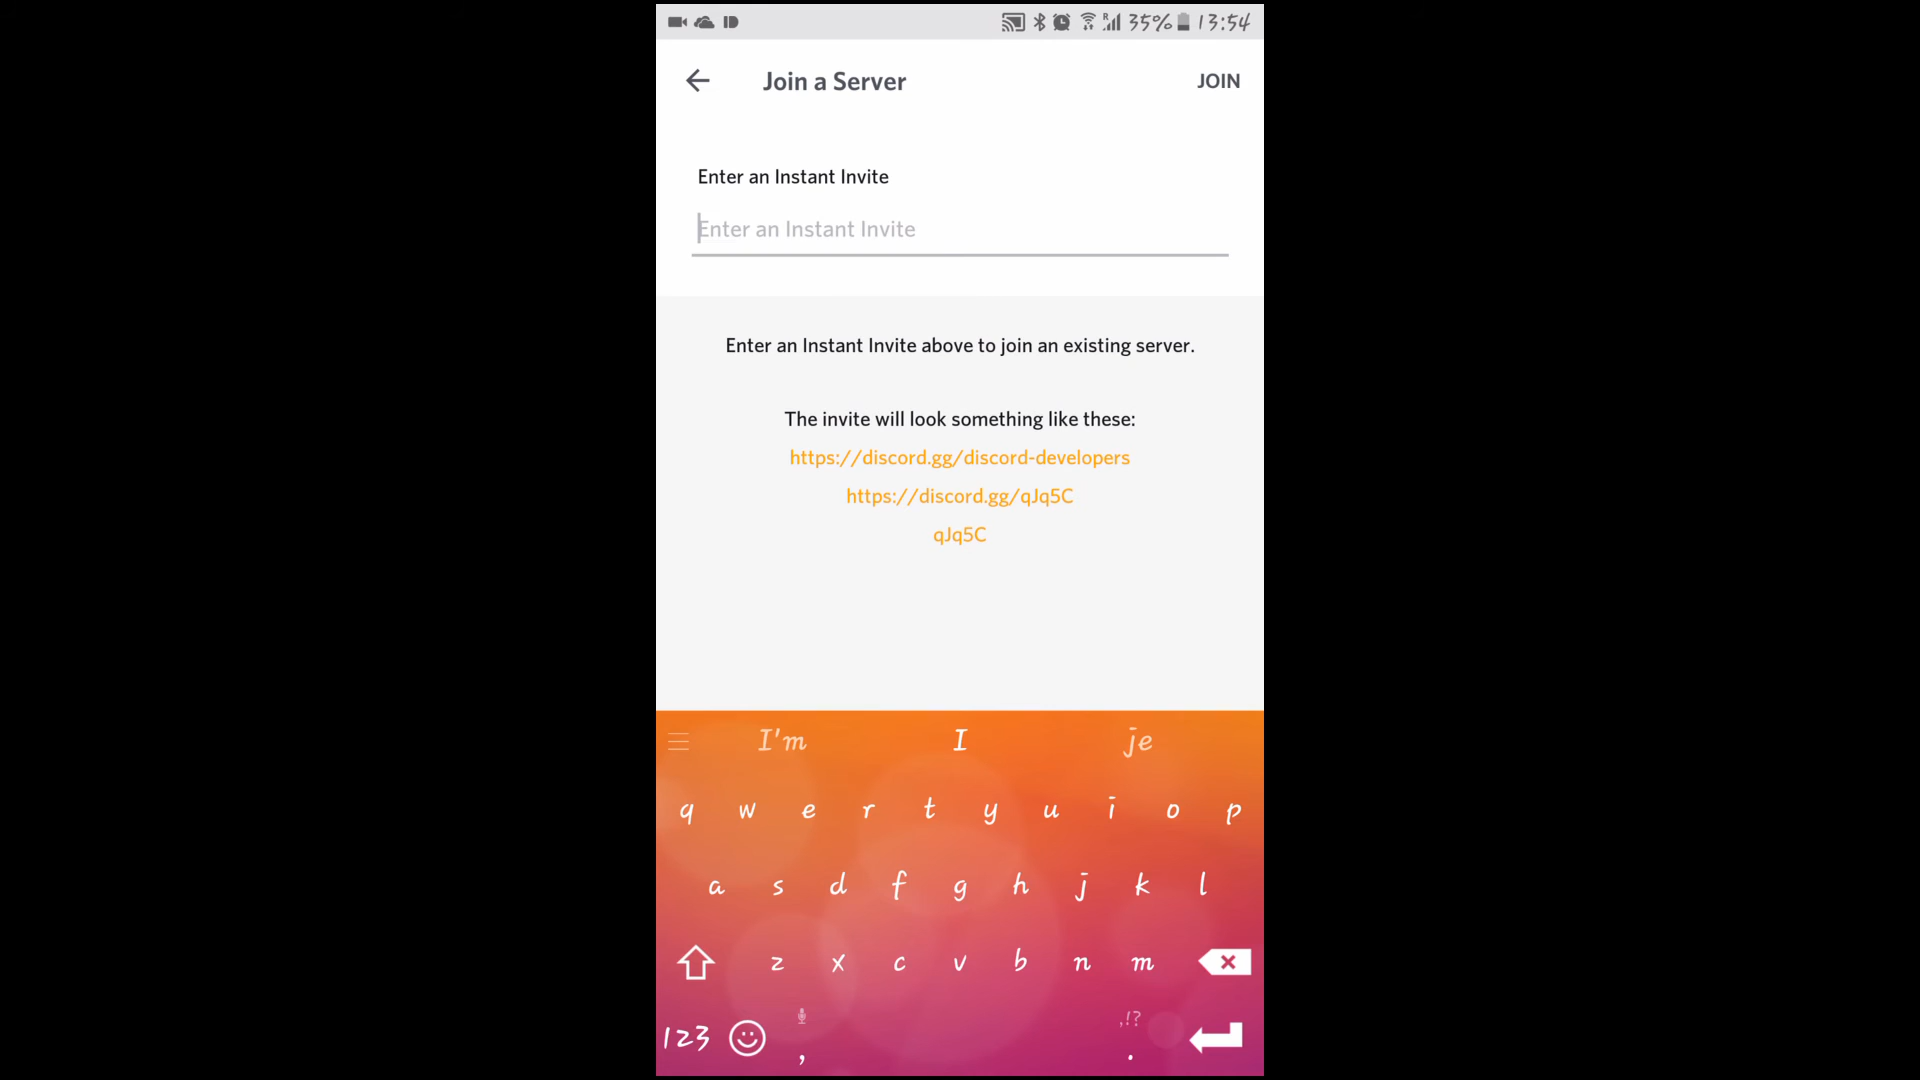 35% 13:54
Join a Server JOIN
Enter an Instant Invite
Enter an Instant Invite
Enter an Instant Invite above to join an existing server.
The invite will look something like these:
https://discord.gg/discord-developers
https://discord.gg/qJq5C
qJq5C
I'm I je
q w e r t y u i o p
a s d f g h j k l
z x c v b n m
,!?
123 , .